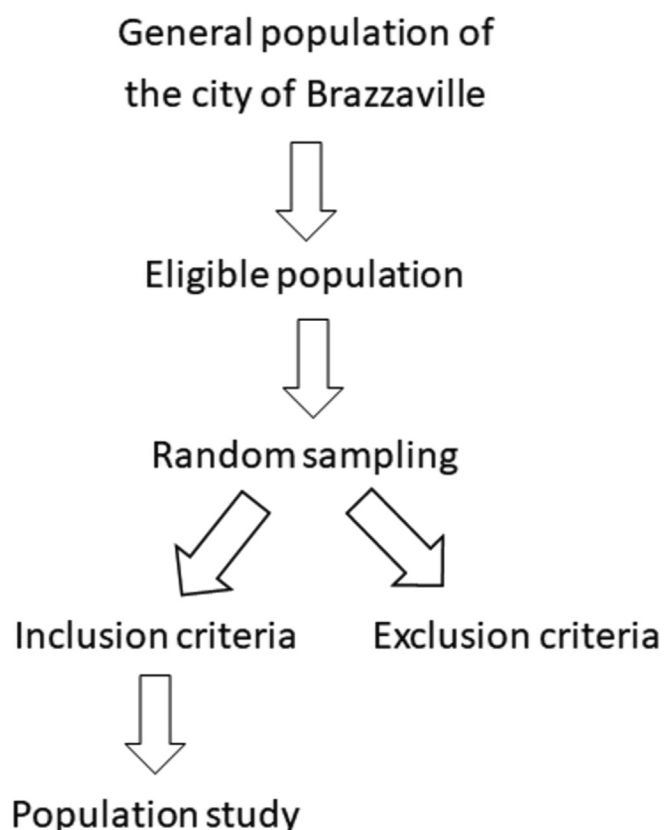 General population of
the city of Brazzaville
Eligible population
Random sampling
Inclusion criteria
Exclusion criteria
Population study